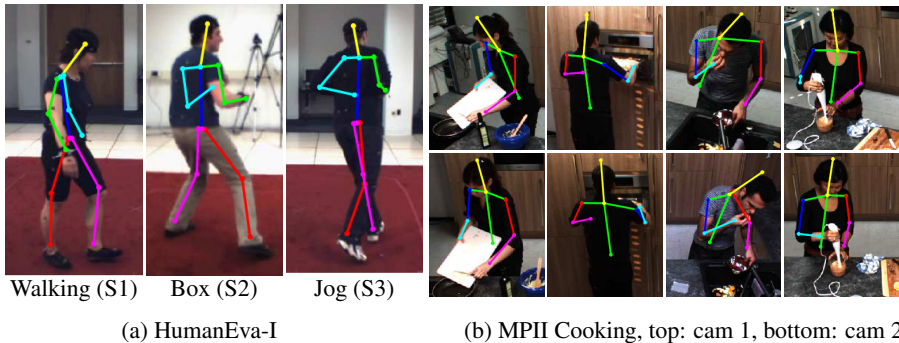 Walking (S1) Box (S2) Jog (S3)
(a) HumanEva-I (b) MPII Cooking, top: cam 1, bottom: cam 2